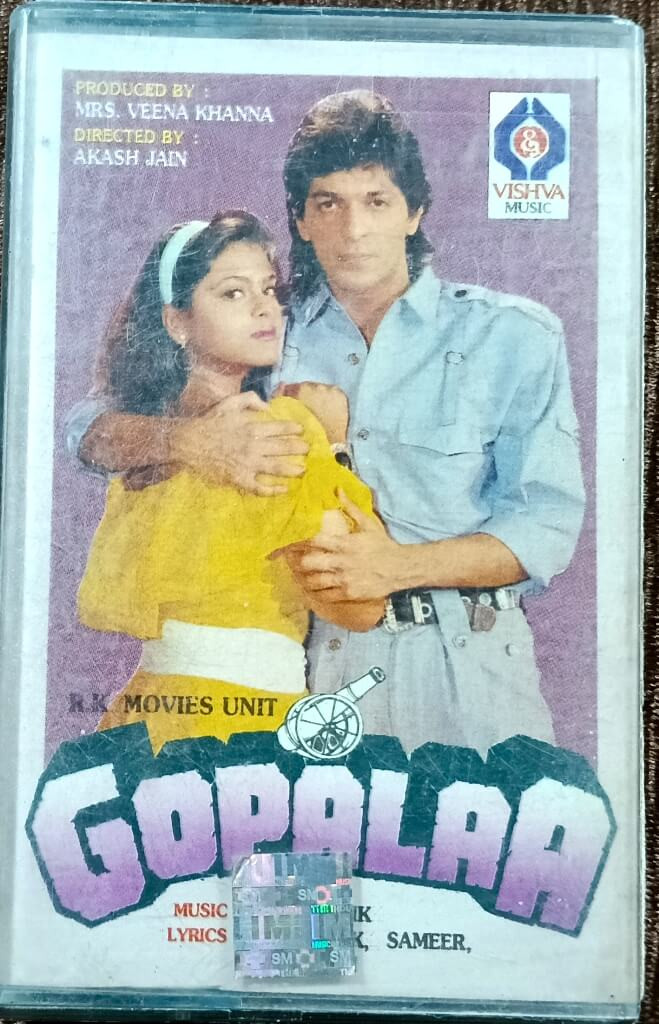 PRODUCED BY :
MRS. VEENA KHANNA
DIRECTED BY :
AKASH JAIN
VISHVA
MUSIC
R.K. MOVIES UNIT
GOPALAA
MUSIC
LYRICS SAMEER,